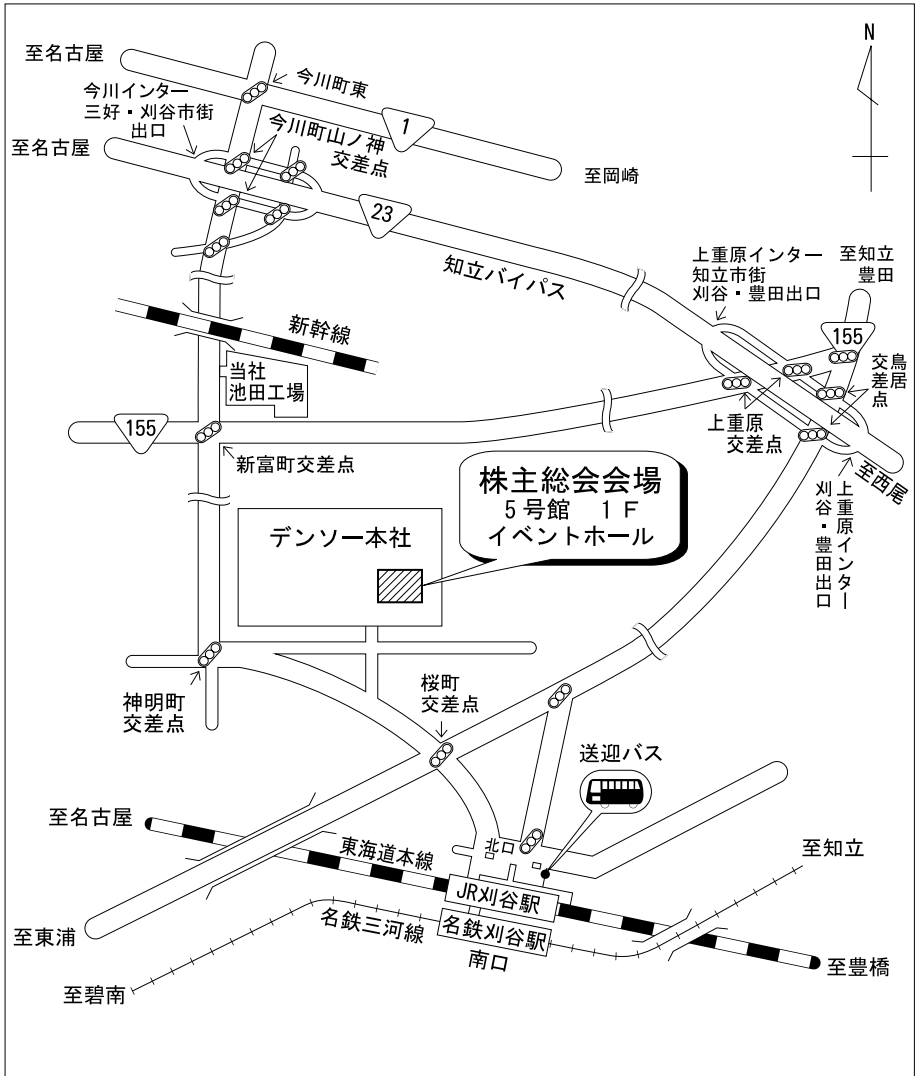 至名古屋
今川町東
今川インター
三好・刈谷市街
出口
1
N
今川町山ノ神
交差点
至名古屋
至岡崎
23
知立バイパス
上重原インター
知立市街
刈谷・豊田出口
至知立
豊田
155
新幹線
当社
池田工場
鳥居
交差点
上重原
交差点
155
新富町交差点
至西尾
上重原インター
刈谷・豊田出口
株主総会会場
5号館 1F
イベントホール
デンソー本社
神明町
交差点
桜町
交差点
送迎バス
至名古屋
東海道本線
北口
至知立
JR刈谷駅
名鉄三河線
名鉄刈谷駅
南口
至東浦
至豊橋
至碧南